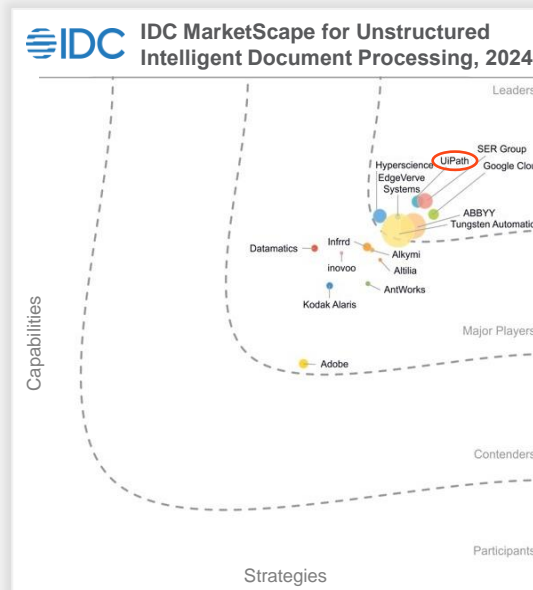 IDC
IDC MarketScape for Unstructured
Intelligent Document Processing, 2024
Leaders
SER Group
UiPath
Hyperscience
Google Clou
EdgeVerve
Systems
ABBYY
Tungsten Automatic
Infrrd
Datamatics
Alkymi
inovoo
Altilia
AntWorks
Kodak Alaris
Capabilities
Major Players
Adobe
Contenders
Participants
Strategies